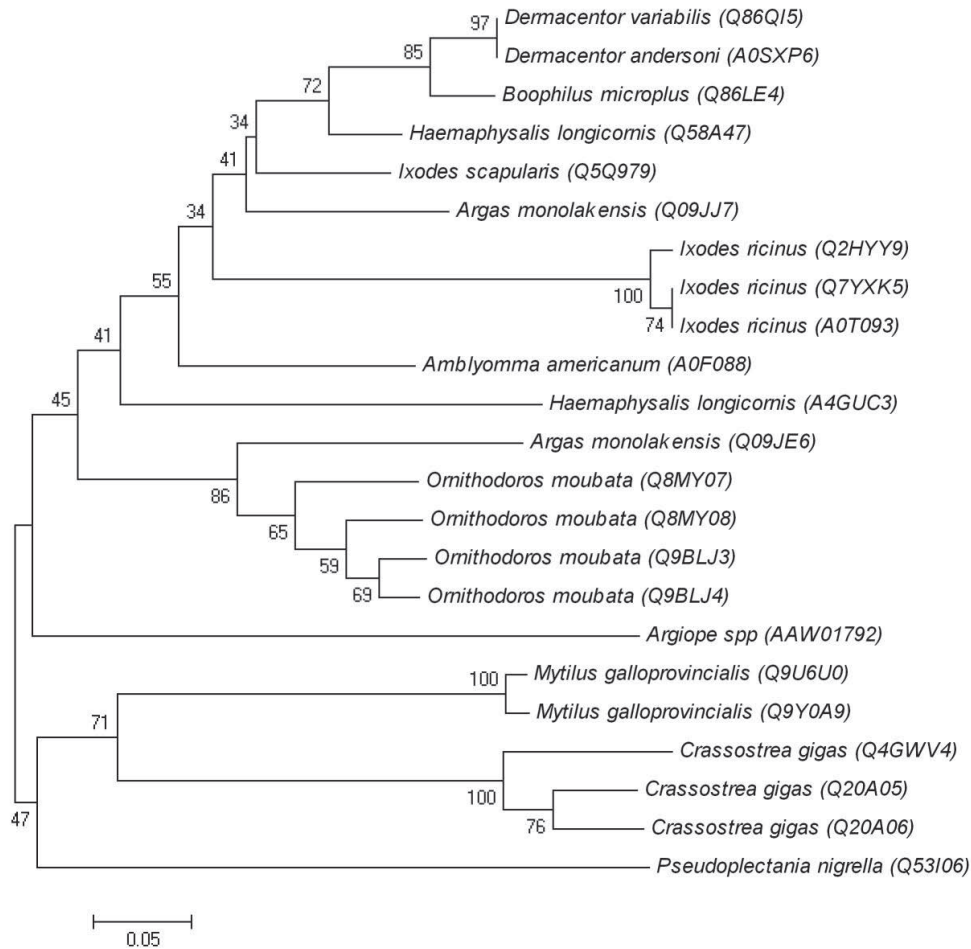 97
Dermacentor variabilis (Q86QI5)
Dermacentor andersoni (A0SXP6)
85
Boophilus microplus (Q86LE4)
72
Haemaphysalis longicornis (Q58A47)
34
Ixodes scapularis (Q5Q979)
41
Argas monolakensis (Q09JJ7)
34
Ixodes ricinus (Q2HYY9)
Ixodes ricinus (Q7YXK5)
100
74
Ixodes ricinus (A0T093)
55
Amblyomma americanum (A0F088)
41
Haemaphysalis longicornis (A4GUC3)
45
Argas monolakensis (Q09JE6)
86
Ornithodoros moubata (Q8MY07)
65
Ornithodoros moubata (Q8MY08)
59
Ornithodoros moubata (Q9BLJ3)
69
Ornithodoros moubata (Q9BLJ4)
Argiope spp (AAW01792)
100
Mytilus galloprovincialis (Q9U6U0)
Mytilus galloprovincialis (Q9Y0A9)
71
Crassostrea gigas (Q4GWV4)
100
Crassostrea gigas (Q20A05)
76
Crassostrea gigas (Q20A06)
47
Pseudoplectania nigrella (Q53I06)
0.05